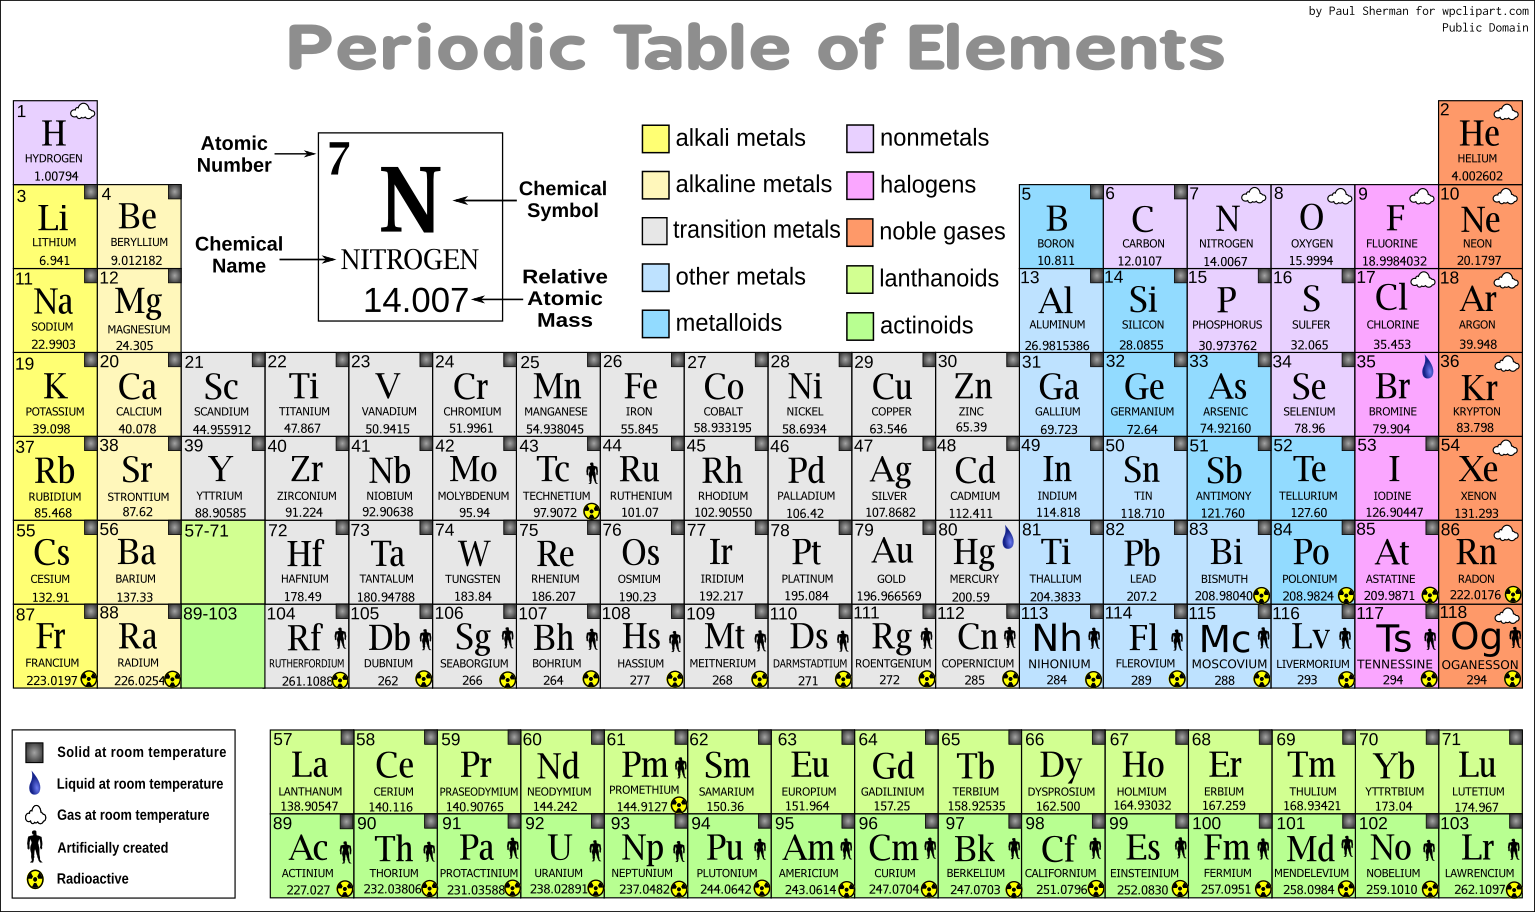 by Paul Sherman for wpclipart.com
Public Domain
Periodic Table of Elements
1
H
HYDROGEN
1.00794
2
He
HELIUM
4.002602
Atomic
Number
7
N
NITROGEN
14.007
Chemical
Symbol
Chemical
Name
Relative
Atomic
Mass
alkali metals
alkaline metals
transition metals
other metals
metalloids
nonmetals
halogens
noble gases
lanthanoids
actinoids
3
Li
LITHIUM
6.941
4
Be
BERYLLIUM
9.012182
5
B
BORON
10.811
6
C
CARBON
12.0107
7
N
NITROGEN
14.0067
8
O
OXYGEN
15.9994
9
F
FLUORINE
18.9984032
10
Ne
NEON
20.1797
11
Na
SODIUM
22.9903
12
Mg
MAGNESIUM
24.305
13
Al
ALUMINUM
26.9815386
14
Si
SILICON
28.0855
15
P
PHOSPHORUS
30.973762
16
S
SULFER
32.065
17
Cl
CHLORINE
35.453
18
Ar
ARGON
39.948
19
K
POTASSIUM
39.098
20
Ca
CALCIUM
40.078
21
Sc
SCANDIUM
44.955912
22
Ti
TITANIUM
47.867
23
V
VANADIUM
50.9415
24
Cr
CHROMIUM
51.9961
25
Mn
MANGANESE
54.938045
26
Fe
IRON
55.845
27
Co
COBALT
58.933195
28
Ni
NICKEL
58.6934
29
Cu
COPPER
63.546
30
Zn
ZINC
65.39
31
Ga
GALLIUM
69.723
32
Ge
GERMANIUM
72.64
33
As
ARSENIC
74.92160
34
Se
SELENIUM
78.96
35
Br
BROMINE
79.904
36
Kr
KRYPTON
83.798
37
Rb
RUBIDIUM
85.468
38
Sr
STRONTIUM
87.62
39
Y
YTTRIUM
88.90585
40
Zr
ZIRCONIUM
91.224
41
Nb
NIOBIUM
92.90638
42
Mo
MOLYBDENUM
95.94
43
Tc
TECHNETIUM
97.9072
44
Ru
RUTHENIUM
101.07
45
Rh
RHODIUM
102.90550
46
Pd
PALLADIUM
106.42
47
Ag
SILVER
107.8682
48
Cd
CADMIUM
112.411
49
In
INDIUM
114.818
50
Sn
TIN
118.710
51
Sb
ANTIMONY
121.760
52
Te
TELLURIUM
127.60
53
I
IODINE
126.90447
54
Xe
XENON
131.293
55
Cs
CESIUM
132.91
56
Ba
BARIUM
137.33
57-71
72
Hf
HAFNIUM
178.49
73
Ta
TANTALUM
180.94788
74
W
TUNGSTEN
183.84
75
Re
RHENIUM
186.207
76
Os
OSMIUM
190.23
77
Ir
IRIDIUM
192.217
78
Pt
PLATINUM
195.084
79
Au
GOLD
196.966569
80
Hg
MERCURY
200.59
81
Ti
THALLIUM
204.3833
82
Pb
LEAD
207.2
83
Bi
BISMUTH
208.98040
84
Po
POLONIUM
208.9824
85
At
ASTATINE
209.9871
86
Rn
RADON
222.0176
87
Fr
FRANCIUM
223.0197
88
Ra
RADIUM
226.0254
89-103
104
Rf
RUTHERFORDIUM
261.1088
105
Db
DUBNIUM
262
106
Sg
SEABORGIUM
266
107
Bh
BOHRIUM
264
108
Hs
HASSIUM
277
109
Mt
MEITNERIUM
268
110
Ds
DARMSTADTIUM
271
111
Rg
ROENTGENIUM
272
112
Cn
COPERNICIUM
285
113
Nh
NIHONIUM
284
114
Fl
FLEROVIUM
289
115
Mc
MOSCOVIUM
288
116
Lv
LIVERMORIUM
293
117
Ts
TENNESSINE
294
118
Og
OGANESSON
294
Solid at room temperature
Liquid at room temperature
Gas at room temperature
Artificially created
Radioactive
57
La
LANTHANUM
138.90547
58
Ce
CERIUM
140.116
59
Pr
PRASEODYMIUM
140.90765
60
Nd
NEODYMIUM
144.242
61
Pm
PROMETHIUM
144.9127
62
Sm
SAMARIUM
150.36
63
Eu
EUROPIUM
151.964
64
Gd
GADILINIUM
157.25
65
Tb
TERBIUM
158.92535
66
Dy
DYSPROSIUM
162.500
67
Ho
HOLMIUM
164.93032
68
Er
ERBIUM
167.259
69
Tm
THULIUM
168.93421
70
Yb
YTTRTBIUM
173.04
71
Lu
LUTETIUM
174.967
89
Ac
ACTINIUM
227.027
90
Th
THORIUM
232.03806
91
Pa
PROTACTINIUM
231.03588
92
U
URANIUM
238.02891
93
Np
NEPTUNIUM
237.0482
94
Pu
PLUTONIUM
244.0642
95
Am
AMERICIUM
243.0614
96
Cm
CURIUM
247.0704
97
Bk
BERKELIUM
247.0703
98
Cf
CALIFORNIUM
251.0796
99
Es
EINSTEINIUM
252.0830
100
Fm
FERMIUM
257.0951
101
Md
MENDELEVIUM
258.0984
102
No
NOBELIUM
259.1010
103
Lr
LAWRENCIUM
262.1097